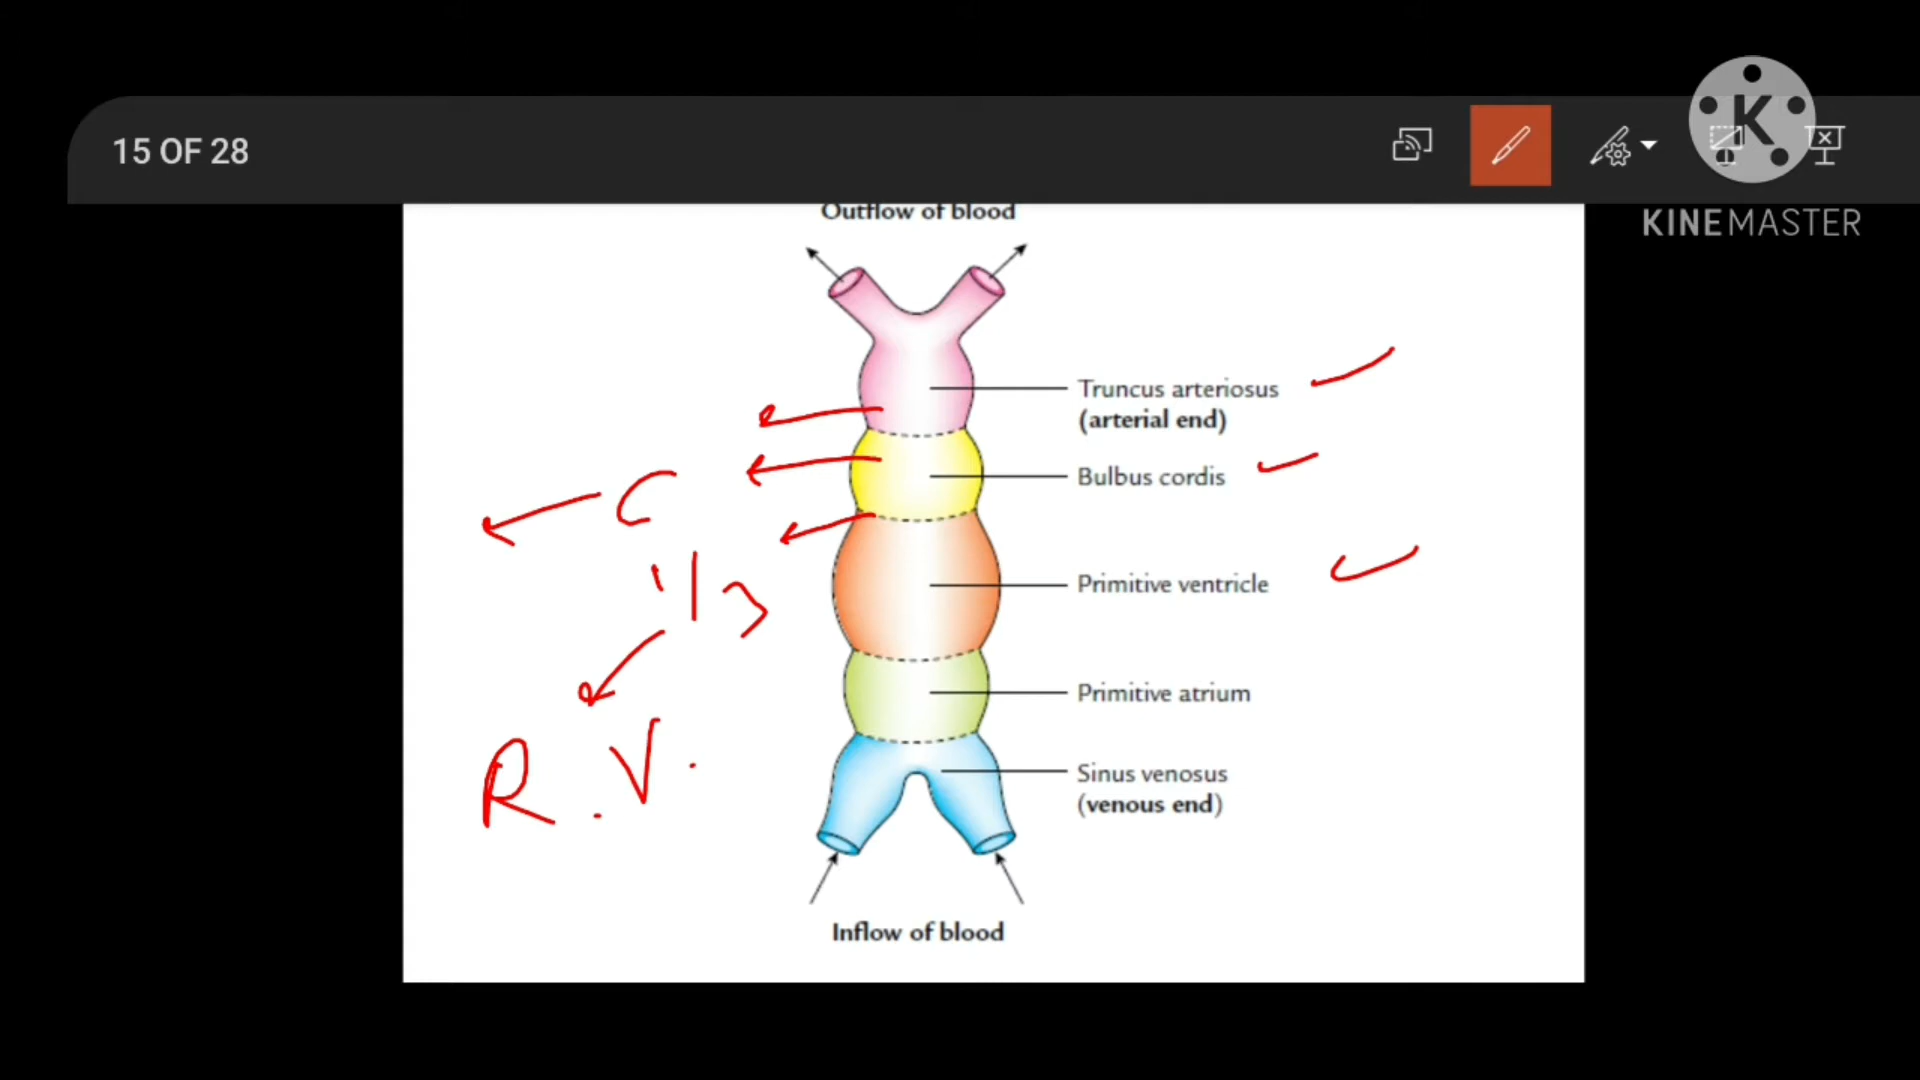 15 OF 28
K
KINEMASTER
Outflow of blood
Truncus arteriosus
(arterial end)
Bulbus cordis
Primitive ventricle
1/3
Primitive atrium
R.V.
Sinus venosus
(venous end)
Inflow of blood